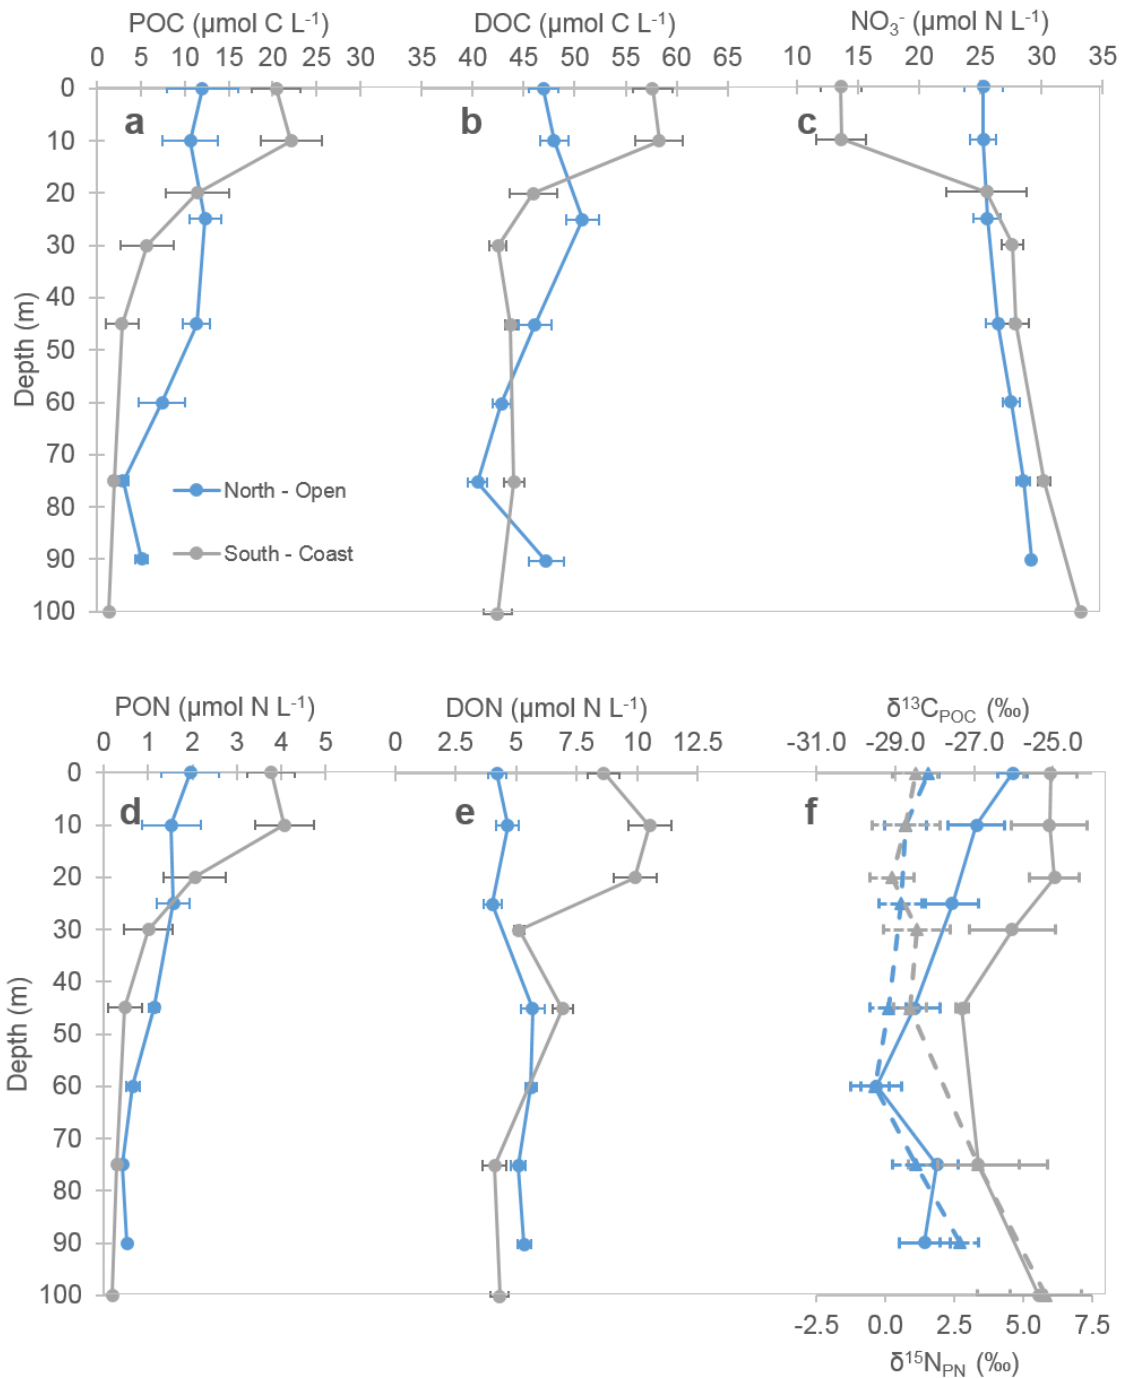 POC (µmol C L-1) DOC (µmol C L-1) NO3- (µmol N L-1)
0 5 10 15 20 25 30 35 40 45 50 55 60 65 10 15 20 25 30 35
a b c
0
10
20
30
40
50
60
70
80
90
100
Depth (m)
North - Open
South - Coast
PON (µmol N L-1) DON (µmol N L-1) δ13CPOC (‰)
0 1 2 3 4 5 0 2.5 5 7.5 10 12.5 -31.0 -29.0 -27.0 -25.0
d e f
0
10
20
30
40
50
60
70
80
90
100
Depth (m)
-2.5 0.0 2.5 5.0 7.5
δ15NPN (‰)